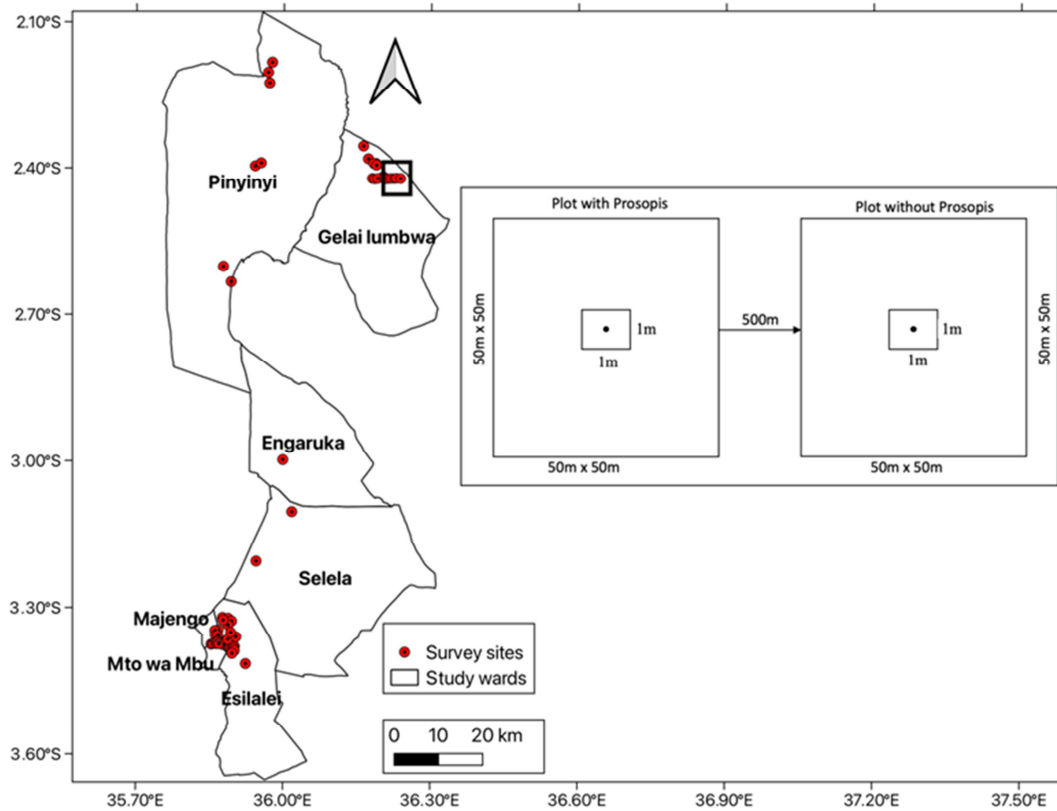 2.10°S
2.40°S
2.70°S
3.00°S
3.30°S
3.60°S
Pinyinyi
Gelai lumbwa
Engaruka
Selela
Majengo
Mto wa Mbu
Esilalei
Plot with Prosopis
Plot without Prosopis
50m x 50m
1m
1m
500m
1m
1m
50m x 50m
50m x 50m
50m x 50m
Survey sites
Study wards
0 10 20 km
35.70°E 36.00°E 36.30°E 36.60°E 36.90°E 37.20°E 37.50°E